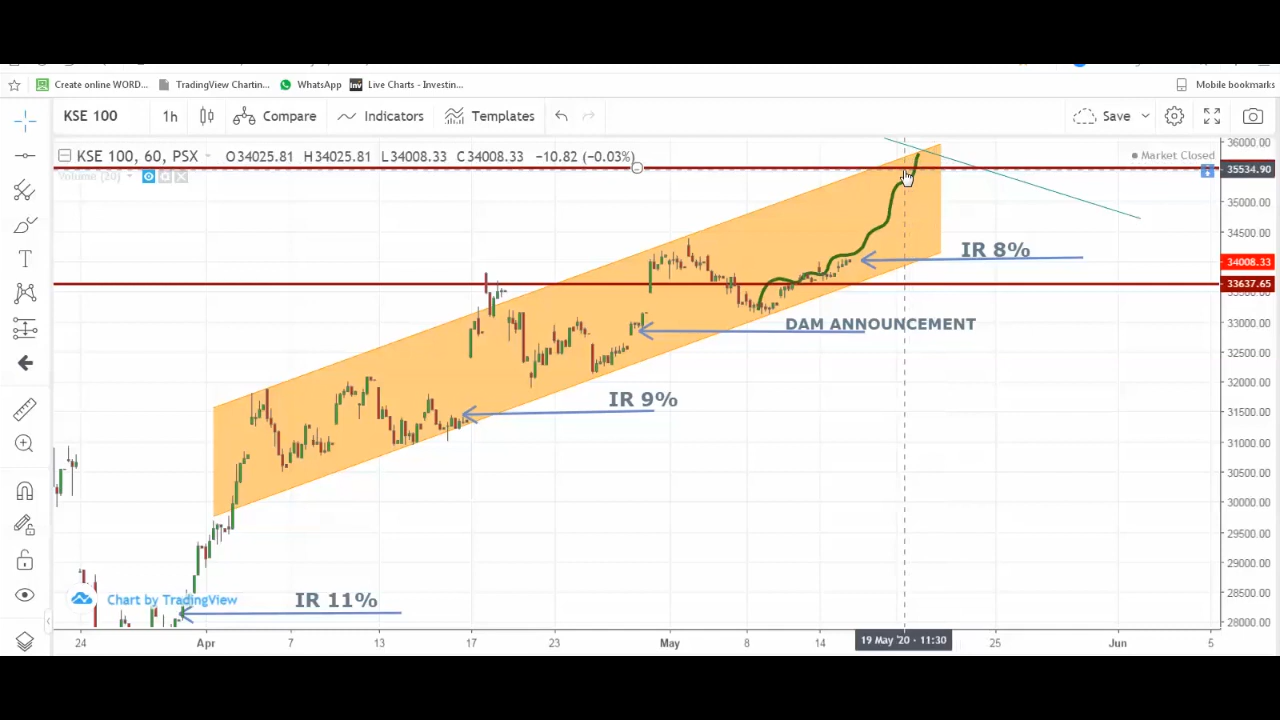 Create online WORD... TradingView Chartin... WhatsApp Inv Live Charts - Investin... Mobile bookmarks
KSE 100 1h Compare Indicators Templates Save
KSE 100, 60, PSX O34025.81 H34025.81 L34008.33 C34008.33 −10.82 (−0.03%)
Market Closed
Volume (20)
36000.00
35534.90
35000.00
34500.00
IR 8%
34008.33
33637.65
DAM ANNOUNCEMENT
33000.00
32500.00
32000.00
IR 9%
31500.00
31000.00
30500.00
30000.00
29500.00
29000.00
28500.00
IR 11%
Chart by TradingView
28000.00
24 Apr 7 13 17 23 May 8 14 19 May '20 - 11:30 25 Jun 5